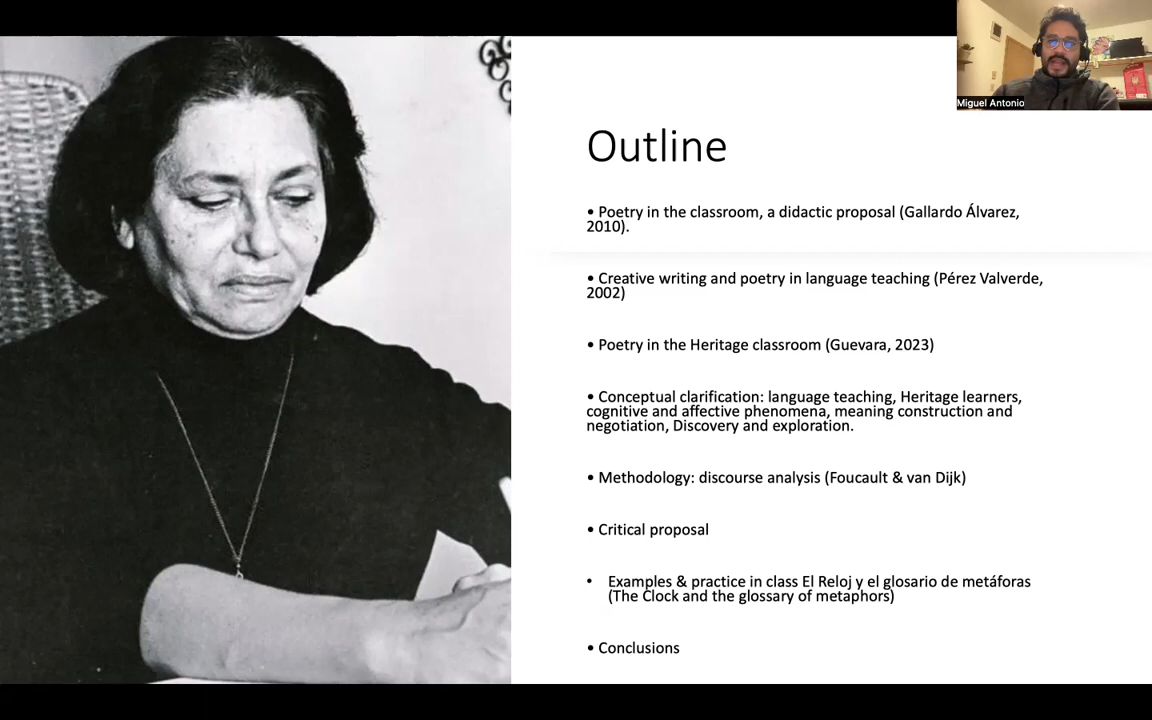 Miguel Antonio
Outline
• Poetry in the classroom, a didactic proposal (Gallardo Álvarez,
2010).
• Creative writing and poetry in language teaching (Pérez Valverde,
2002)
• Poetry in the Heritage classroom (Guevara, 2023)
• Conceptual clarification: language teaching, Heritage learners,
cognitive and affective phenomena, meaning construction and
negotiation, Discovery and exploration.
• Methodology: discourse analysis (Foucault & van Dijk)
• Critical proposal
• Examples & practice in class El Reloj y el glosario de metáforas
(The Clock and the glossary of metaphors)
• Conclusions